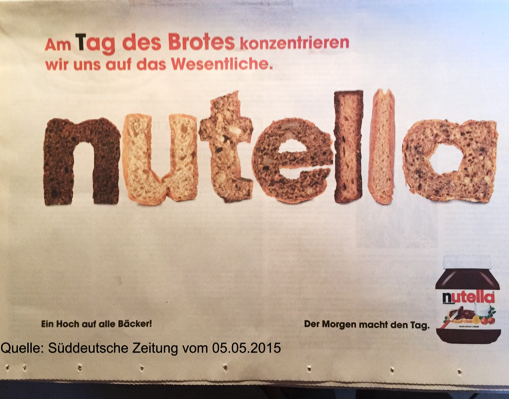 Am Tag des Brotes konzentrieren
wir uns auf das Wesentliche.
nutella
Ein Hoch auf alle Bäcker!
Der Morgen macht den Tag.
nutella
Quelle: Süddeutsche Zeitung vom 05.05.2015